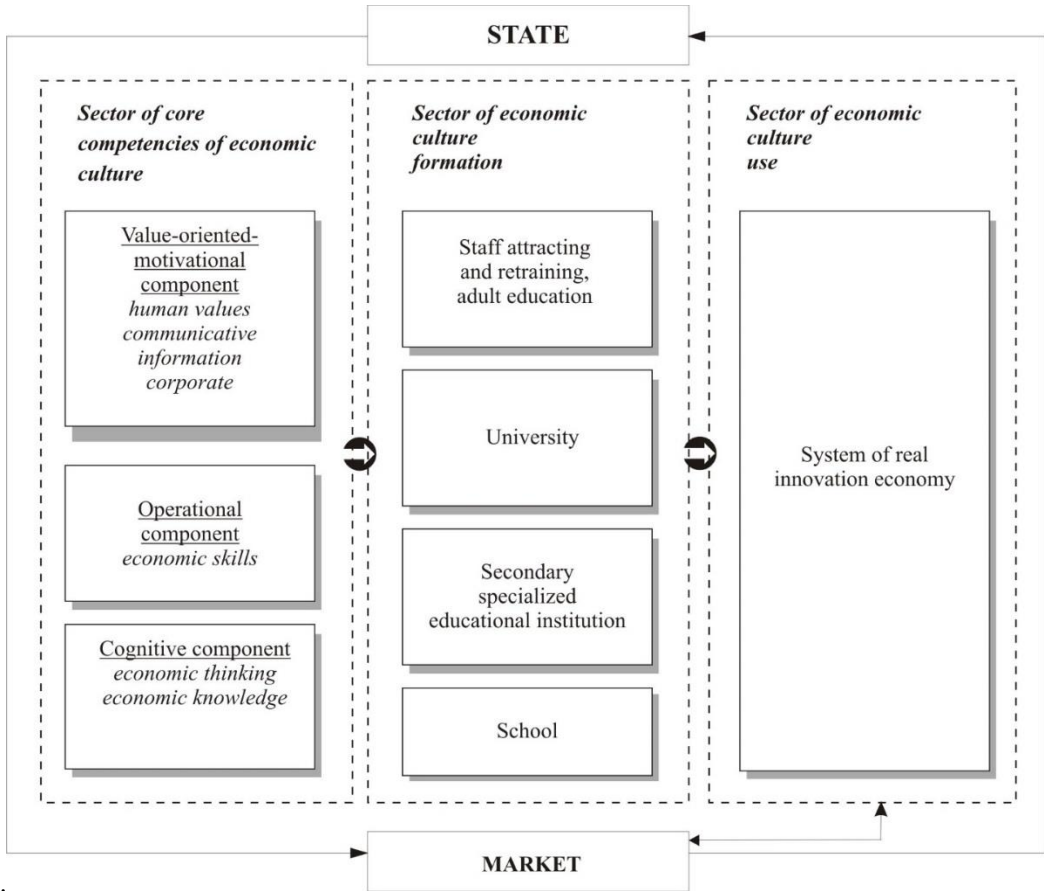 STATE
Sector of core
competencies of economic
culture
Value-oriented-
motivational
component
human values
communicative
information
corporate
Operational
component
economic skills
Cognitive component
economic thinking
economic knowledge
Sector of economic
culture
formation
Staff attracting
and retraining,
adult education
University
Secondary
specialized
educational institution
School
Sector of economic
culture
use
System of real
innovation economy
MARKET
.